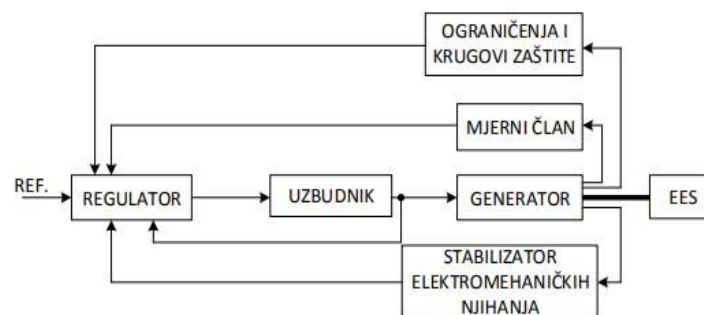 OGRANIČENJA I
KRUGOVI ZAŠTITE
MJERNI ČLAN
REF.
REGULATOR
UZBUDNIK
GENERATOR
EES
STABILIZATOR
ELEKTROMEHANIČKIH
NJIHANJA